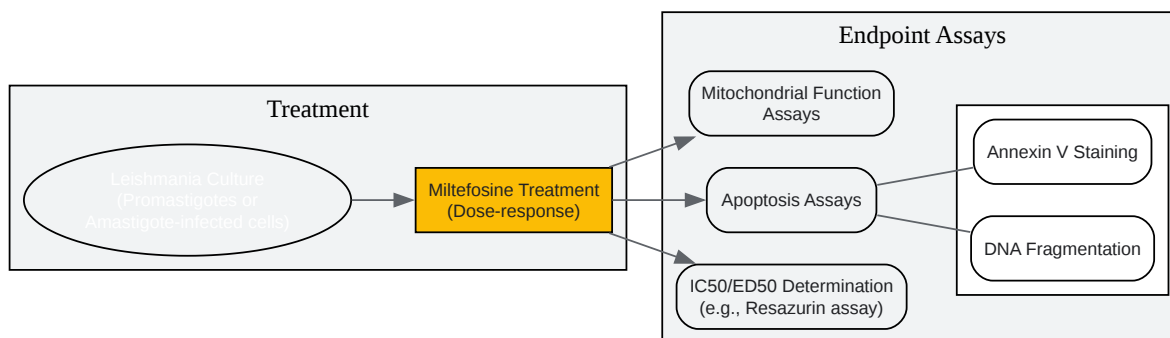 Treatment
Leishmania Culture
(Promastigotes or
Amastigote-infected cells)
Miltefosine Treatment
(Dose-response)
Endpoint Assays
Mitochondrial Function
Assays
Apoptosis Assays
IC50/ED50 Determination
(e.g., Resazurin assay)
Annexin V Staining
DNA Fragmentation